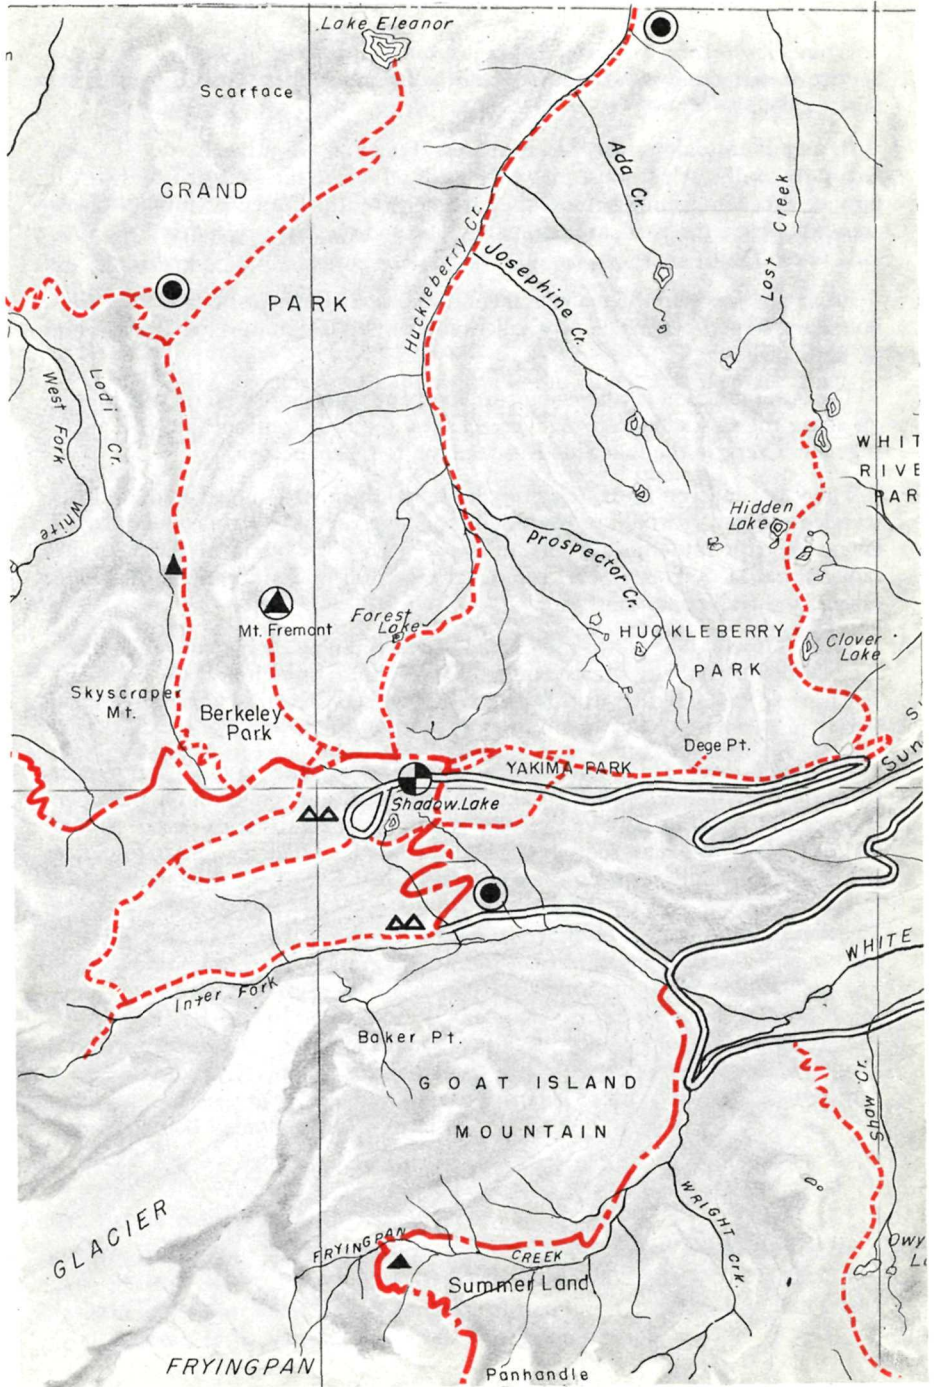 Lake Eleanor
n
Scarface
GRAND
PARK
Ada Cr.
Lost Creek
Huckleberry Cr.
Josephine Cr.
Lodi Cr.
West Fork
White
WHIT
RIVE
PAR
Hidden
Lake
Prospector Cr.
Forest
Lake
Mt. Fremont
HUCKLEBERRY
PARK
Clover
Lake
Skyscraper
Mt.
Berkeley
Park
Dege Pt.
YAKIMA PARK
Sun
S
Shadow Lake
WHITE
Inter Fork
Baker Pt.
GOAT ISLAND
MOUNTAIN
Shaw Cr.
WRIGHT Crk.
GLACIER
FRYINGPAN
CREEK
Owy
L
Summer Land
FRYINGPAN
Panhandle